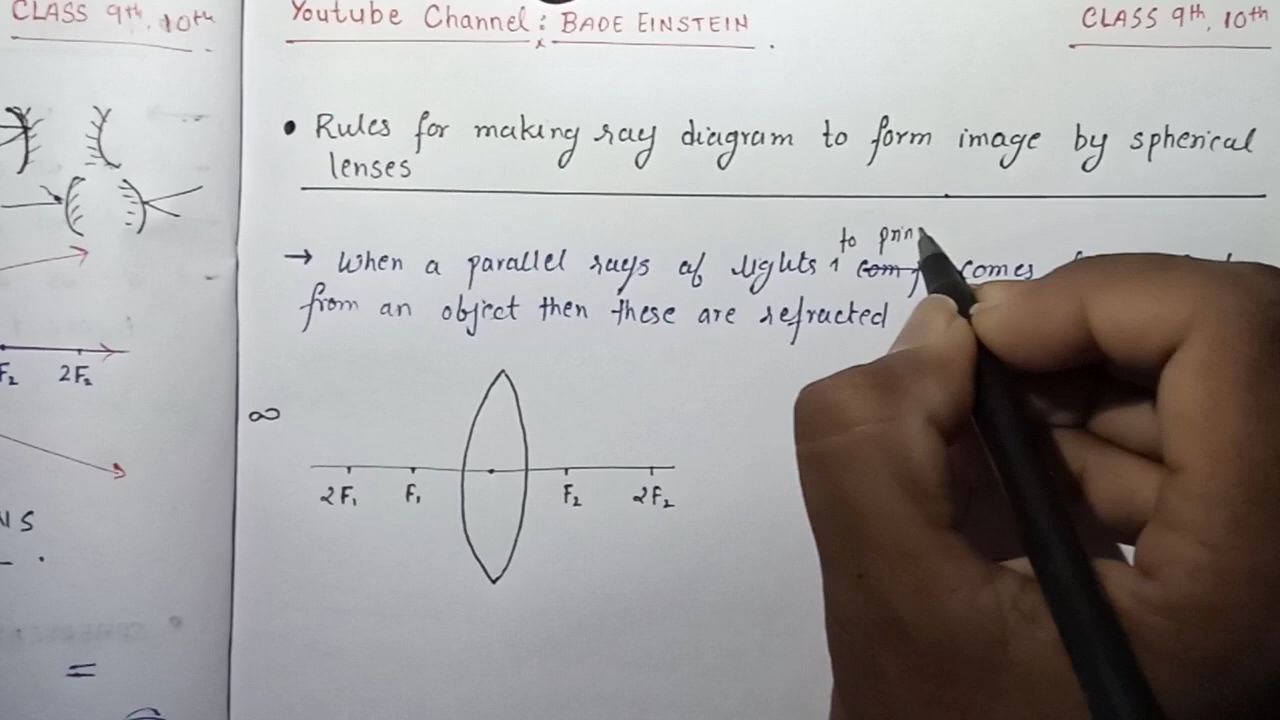 CLASS 9th, 10th
Youtube Channel : BADE EINSTEIN
CLASS 9th, 10th
• Rules for making ray diagram to form image by spherical
lenses
to prin
→ When a parallel rays of lights comes
from an object then these are refracted
∞
2F1 F1 F2 2F2
F2 2F2
NS
=